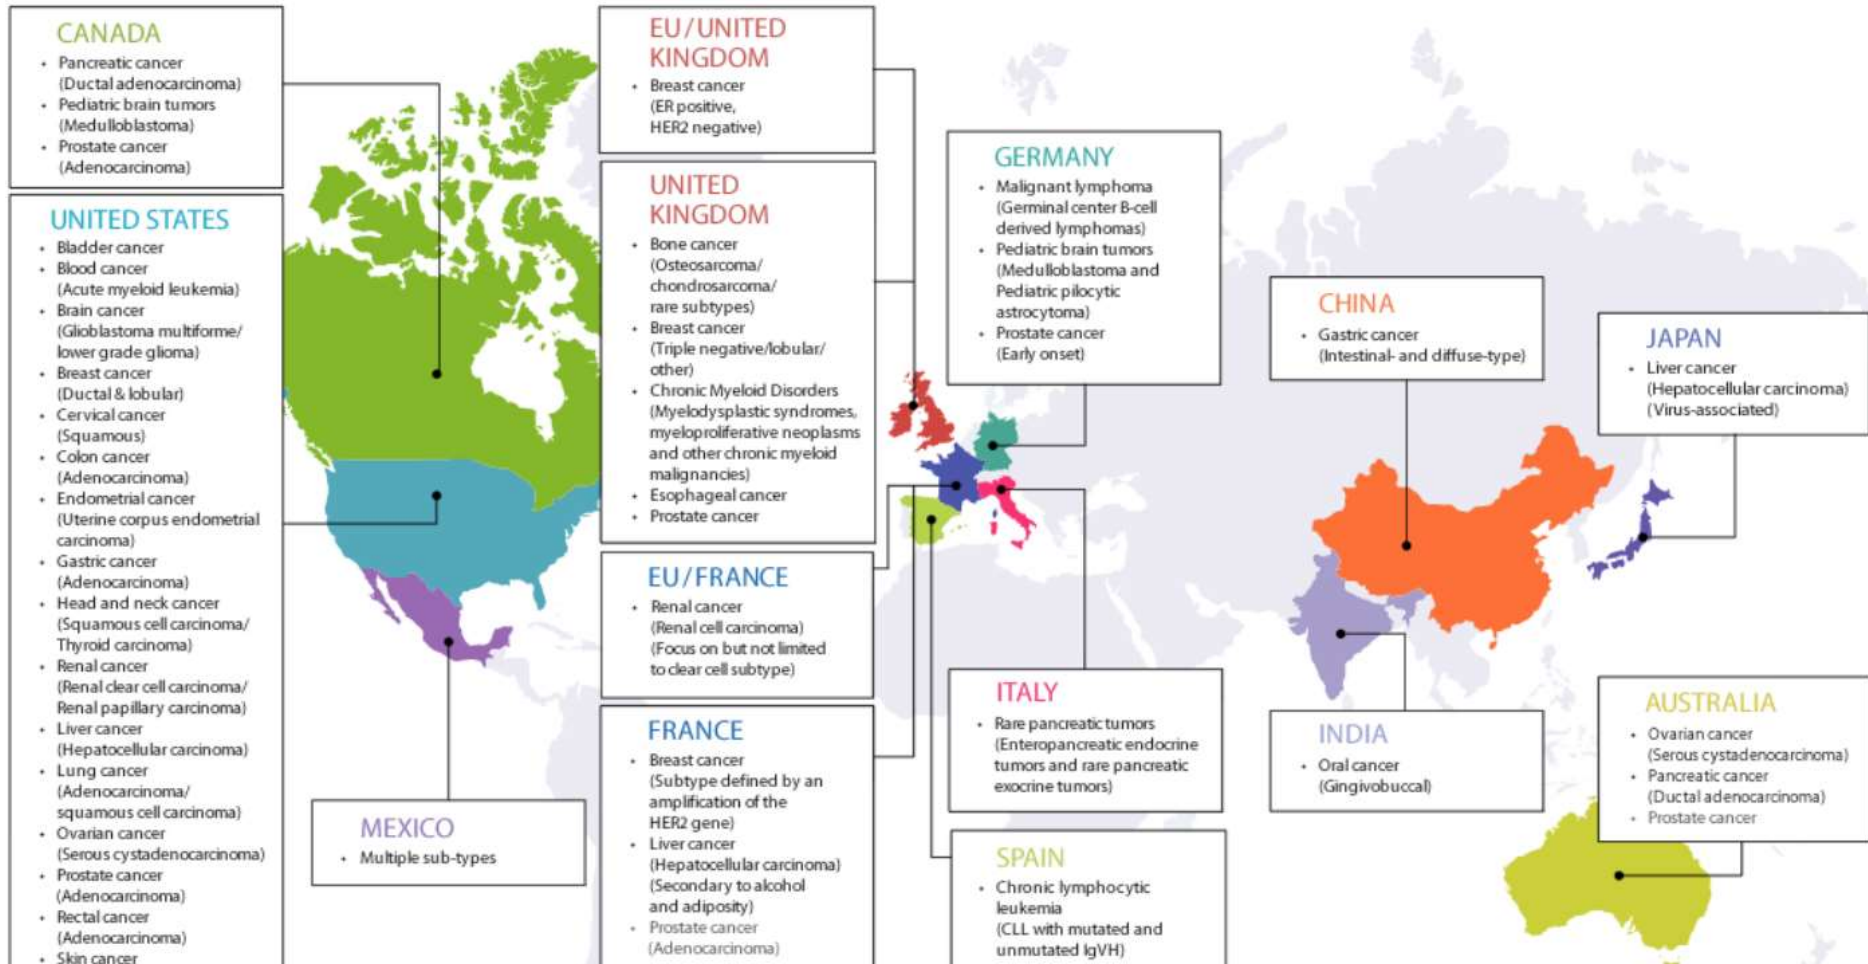 CANADA
• Pancreatic cancer
(Ductal adenocarcinoma)
• Pediatric brain tumors
(Medulloblastoma)
• Prostate cancer
(Adenocarcinoma)
UNITED STATES
• Bladder cancer
• Blood cancer
(Acute myeloid leukemia)
• Brain cancer
(Glioblastoma multiforme/
lower grade glioma)
• Breast cancer
(Ductal & lobular)
• Cervical cancer
(Squamous)
• Colon cancer
(Adenocarcinoma)
• Endometrial cancer
(Uterine corpus endometrial
carcinoma)
• Gastric cancer
(Adenocarcinoma)
• Head and neck cancer
(Squamous cell carcinoma/
Thyroid carcinoma)
• Renal cancer
(Renal clear cell carcinoma/
Renal papillary carcinoma)
• Liver cancer
(Hepatocellular carcinoma)
• Lung cancer
(Adenocarcinoma/
squamous cell carcinoma)
• Ovarian cancer
(Serous cystadenocarcinoma)
• Prostate cancer
(Adenocarcinoma)
• Rectal cancer
(Adenocarcinoma)
• Skin cancer
MEXICO
• Multiple sub-types
EU/UNITED
KINGDOM
• Breast cancer
(ER positive,
HER2 negative)
UNITED
KINGDOM
• Bone cancer
(Osteosarcoma/
chondrosarcoma/
rare subtypes)
• Breast cancer
(Triple negative/lobular/
other)
• Chronic Myeloid Disorders
(Myelodysplastic syndromes,
myeloproliferative neoplasms
and other chronic myeloid
malignancies)
• Esophageal cancer
• Prostate cancer
EU/FRANCE
• Renal cancer
(Renal cell carcinoma)
(Focus on but not limited
to clear cell subtype)
FRANCE
• Breast cancer
(Subtype defined by an
amplification of the
HER2 gene)
• Liver cancer
(Hepatocellular carcinoma)
(Secondary to alcohol
and adiposity)
• Prostate cancer
(Adenocarcinoma)
GERMANY
• Malignant lymphoma
(Germinal center B-cell
derived lymphomas)
• Pediatric brain tumors
(Medulloblastoma and
Pediatric pilocytic
astrocytoma)
• Prostate cancer
(Early onset)
ITALY
• Rare pancreatic tumors
(Enteropancreatic endocrine
tumors and rare pancreatic
exocrine tumors)
SPAIN
• Chronic lymphocytic
leukemia
(CLL with mutated and
unmutated IgVH)
CHINA
• Gastric cancer
(Intestinal- and diffuse-type)
INDIA
• Oral cancer
(Gingivobuccal)
JAPAN
• Liver cancer
(Hepatocellular carcinoma)
(Virus-associated)
AUSTRALIA
• Ovarian cancer
(Serous cystadenocarcinoma)
• Pancreatic cancer
(Ductal adenocarcinoma)
• Prostate cancer